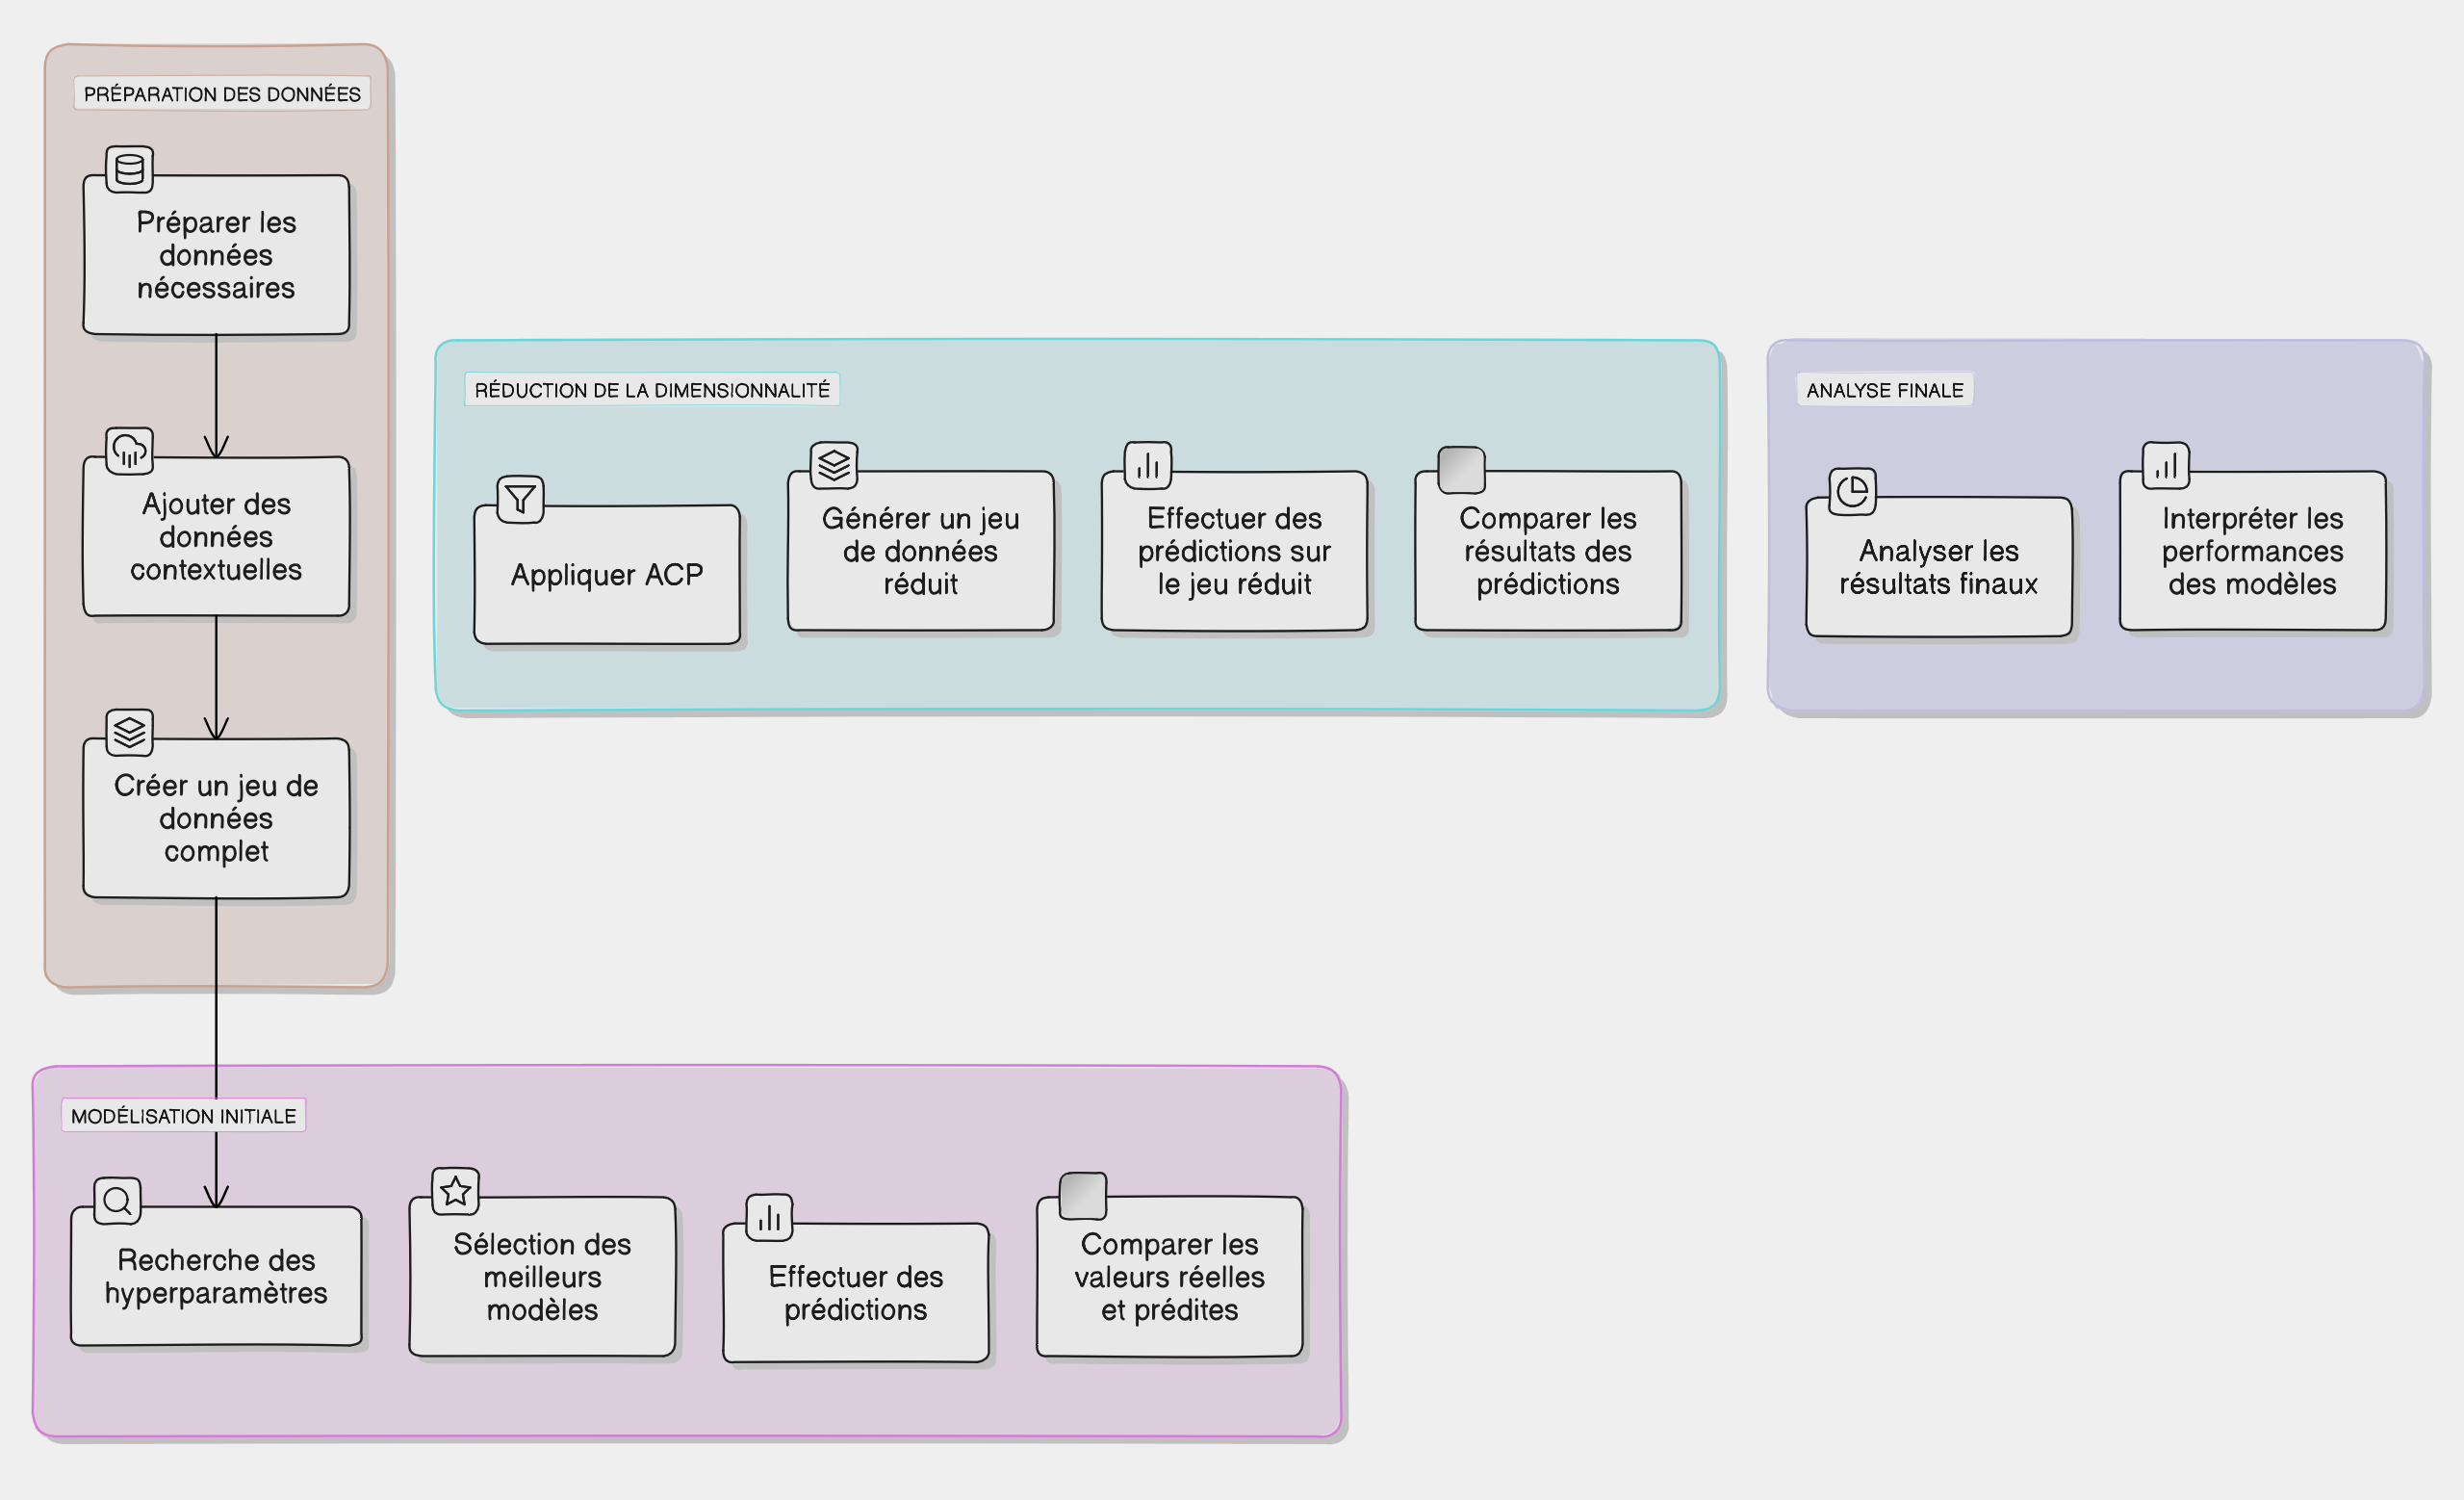 PRÉPARATION DES DONNÉES
Préparer les
données
nécessaires
Ajouter des
données
contextuelles
Créer un jeu de
données
complet
RÉDUCTION DE LA DIMENSIONNALITÉ
Appliquer ACP
Générer un jeu
de données
réduit
Effectuer des
prédictions sur
le jeu réduit
Comparer les
résultats des
prédictions
ANALYSE FINALE
Analyser les
résultats finaux
Interpréter les
performances
des modèles
MODÉLISATION INITIALE
Recherche des
hyperparamètres
Sélection des
meilleurs
modèles
Effectuer des
prédictions
Comparer les
valeurs réelles
et prédites